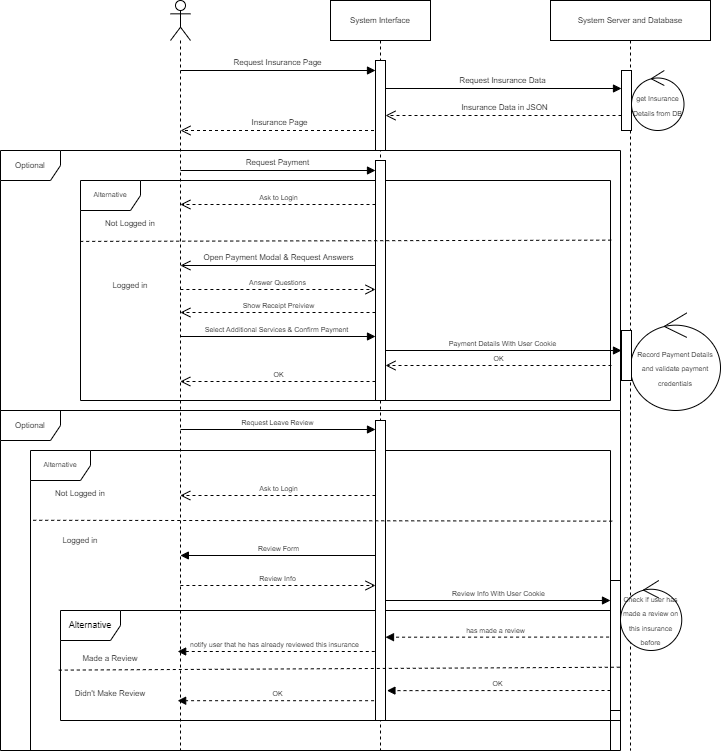 System Interface
System Server and Database
Request Insurance Page
Request Insurance Data
get Insurance
Details from DB
Insurance Data in JSON
Insurance Page
Optional
Request Payment
Alternative
Ask to Login
Not Logged in
Open Payment Modal & Request Answers
Logged in
Answer Questions
Show Receipt Preiview
Select Additional Services & Confirm Payment
Payment Details With User Cookie
Record Payment Details
and validate payment
credentials
OK
OK
Optional
Request Leave Review
Alternative
Ask to Login
Not Logged in
Logged in
Review Form
Review Info
Review Info With User Cookie
Check if user has
made a review on
this insurance
before
Alternative
has made a review
notify user that he has already reviewed this insurance
Made a Review
Didn't Make Review
OK
OK